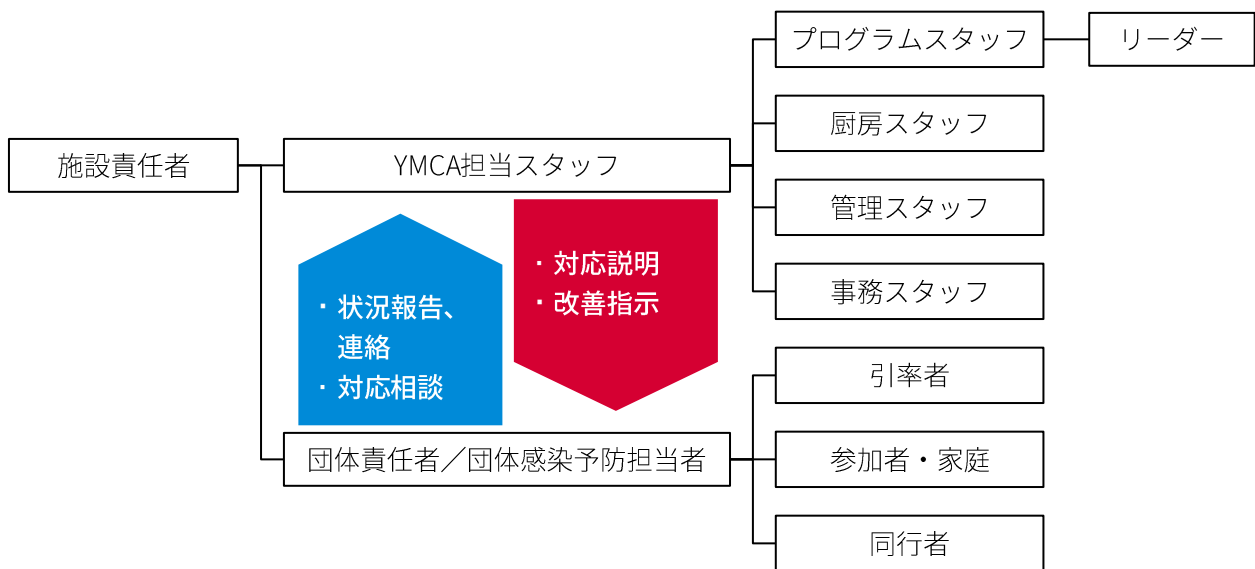 プログラムスタッフ
リーダー
厨房スタッフ
施設責任者
YMCA担当スタッフ
管理スタッフ
・対応説明
・改善指示
事務スタッフ
・状況報告、
連絡
・対応相談
引率者
団体責任者／団体感染予防担当者
参加者・家庭
同行者